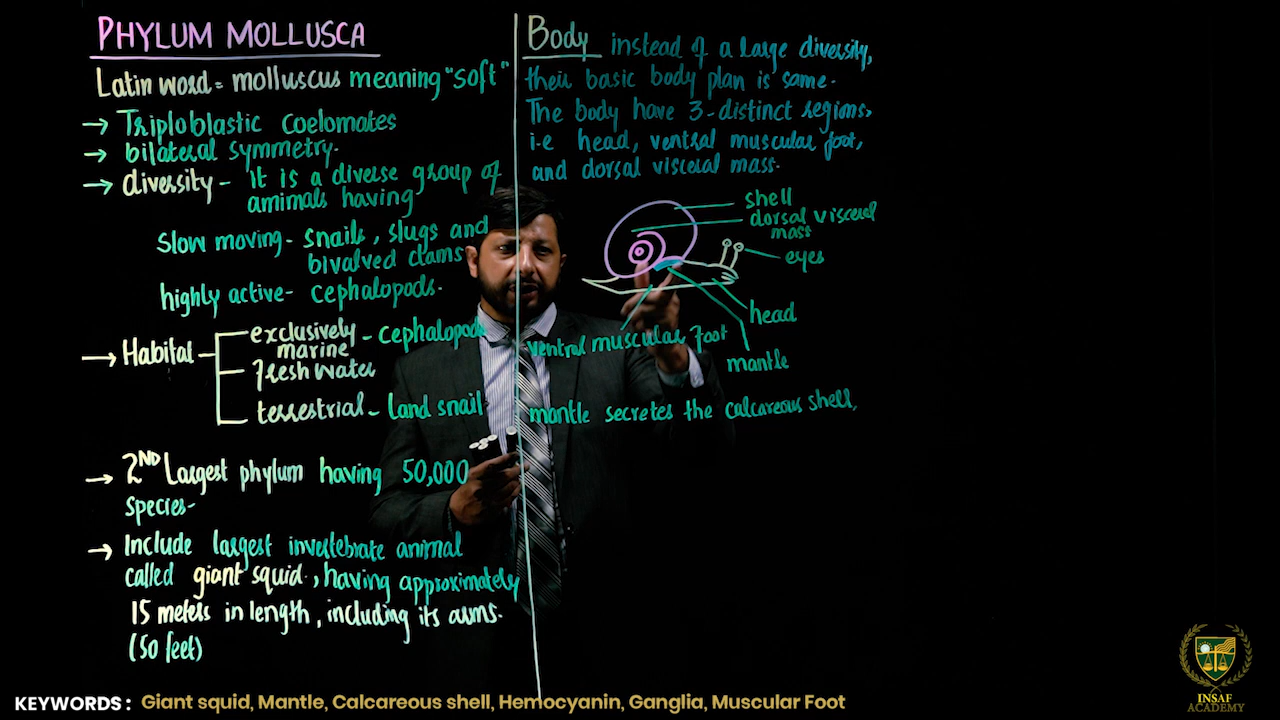 PHYLUM MOLLUSCA
Latin word = molluscus meaning "soft"
→ Triploblastic coelomates
→ bilateral symmetry.
→ diversity - it is a diverse group of
animals having
slow moving - snails, slugs and
bivalved clams
highly active - cephalopods.
→ Habitat
exclusively - cephalopods
marine
fresh water
terrestrial - land snail
→ 2ND Largest phylum having 50,000
species-
→ Include largest invertebrate animal
called giant squid, having approximately
15 meters in length, including its arms.
(50 feet)
Body instead of a large diversity,
their basic body plan is same.
The body have 3-distinct regions,
i.e head, ventral muscular foot,
and dorsal visceral mass.
shell
dorsal visceral
mass
eyes
head
ventral muscular foot
mantle
mantle secretes the calcareous shell,
KEYWORDS : Giant squid, Mantle, Calcareous shell, Hemocyanin, Ganglia, Muscular Foot
INSAF
ACADEMY